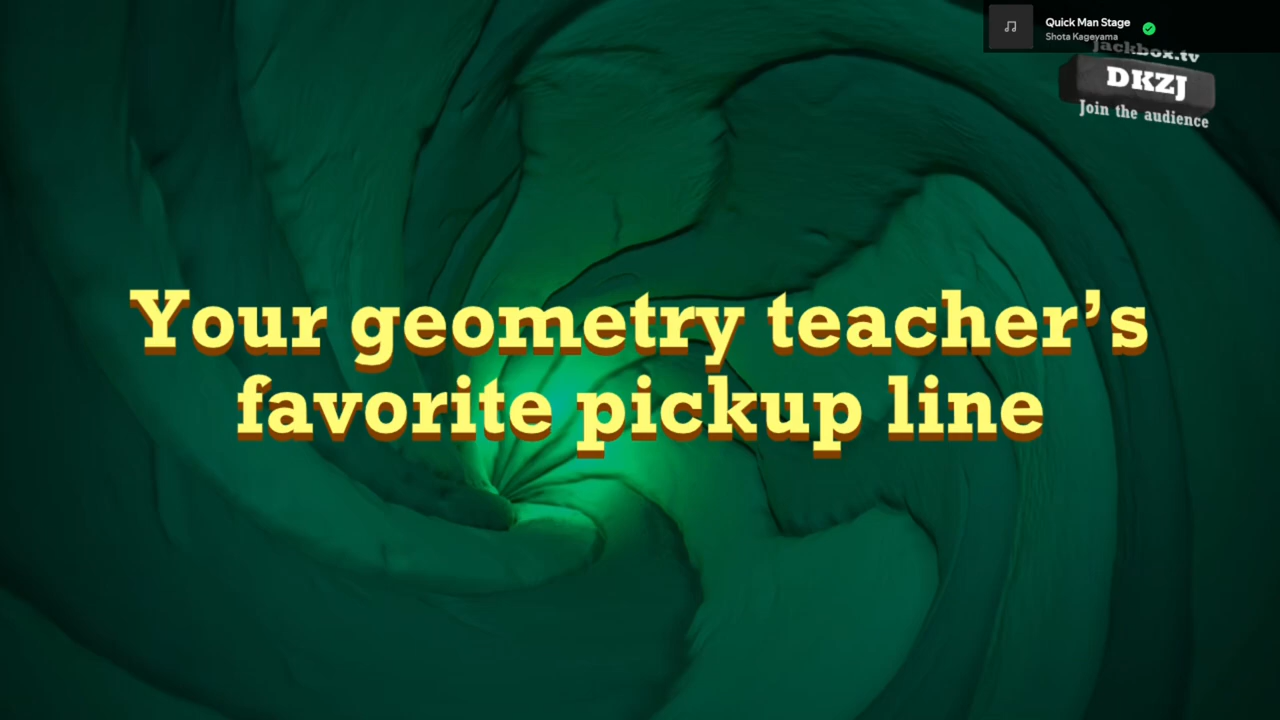 Quick Man Stage
Shota Kageyama
jackbox.tv
DKZJ
Join the audience
Your geometry teacher’s
favorite pickup line